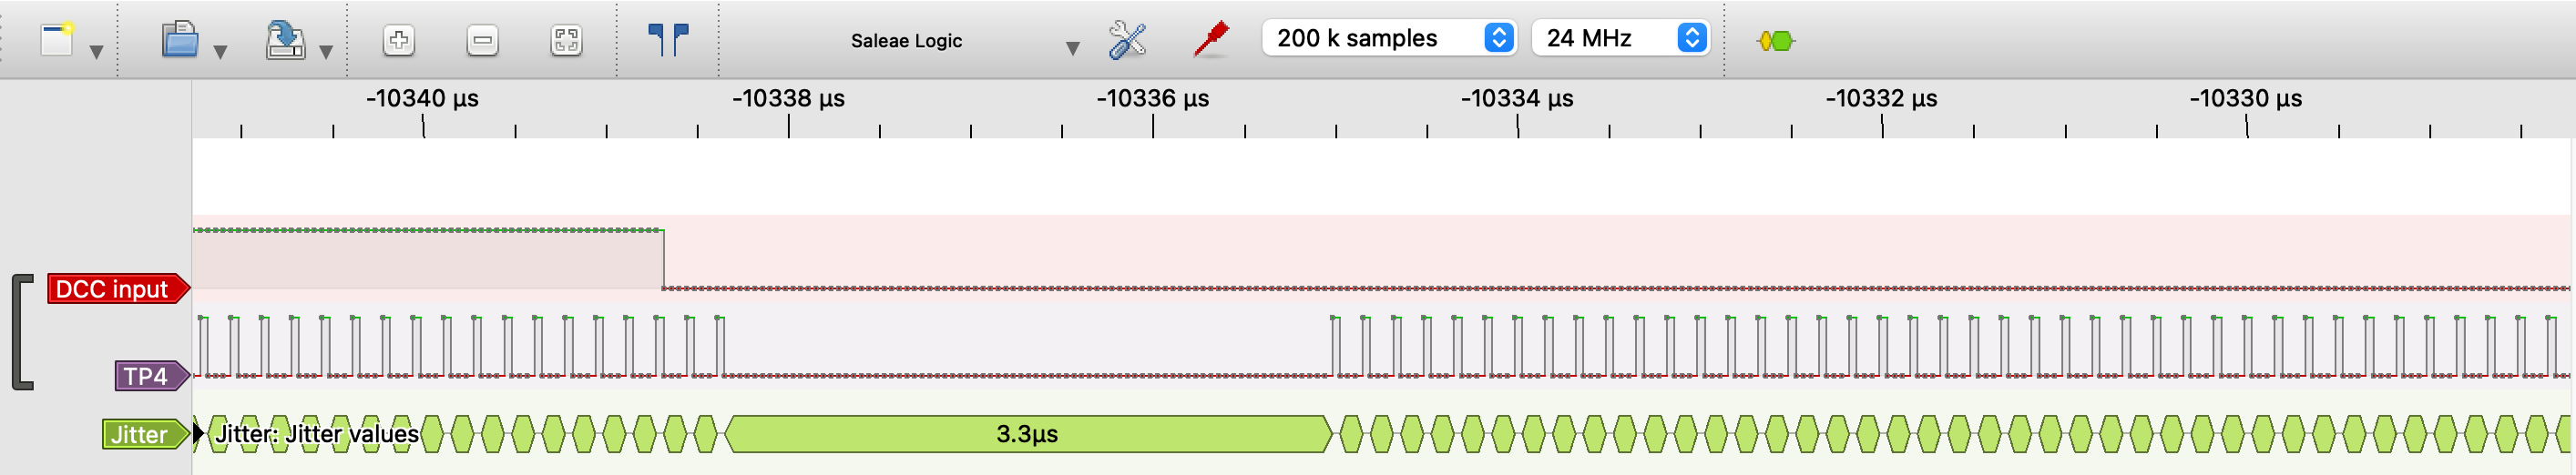 Saleae Logic 200 k samples 24 MHz
-10340 µs -10338 µs -10336 µs -10334 µs -10332 µs -10330 µs
DCC input
TP4
Jitter Jitter: Jitter values 3.3µs